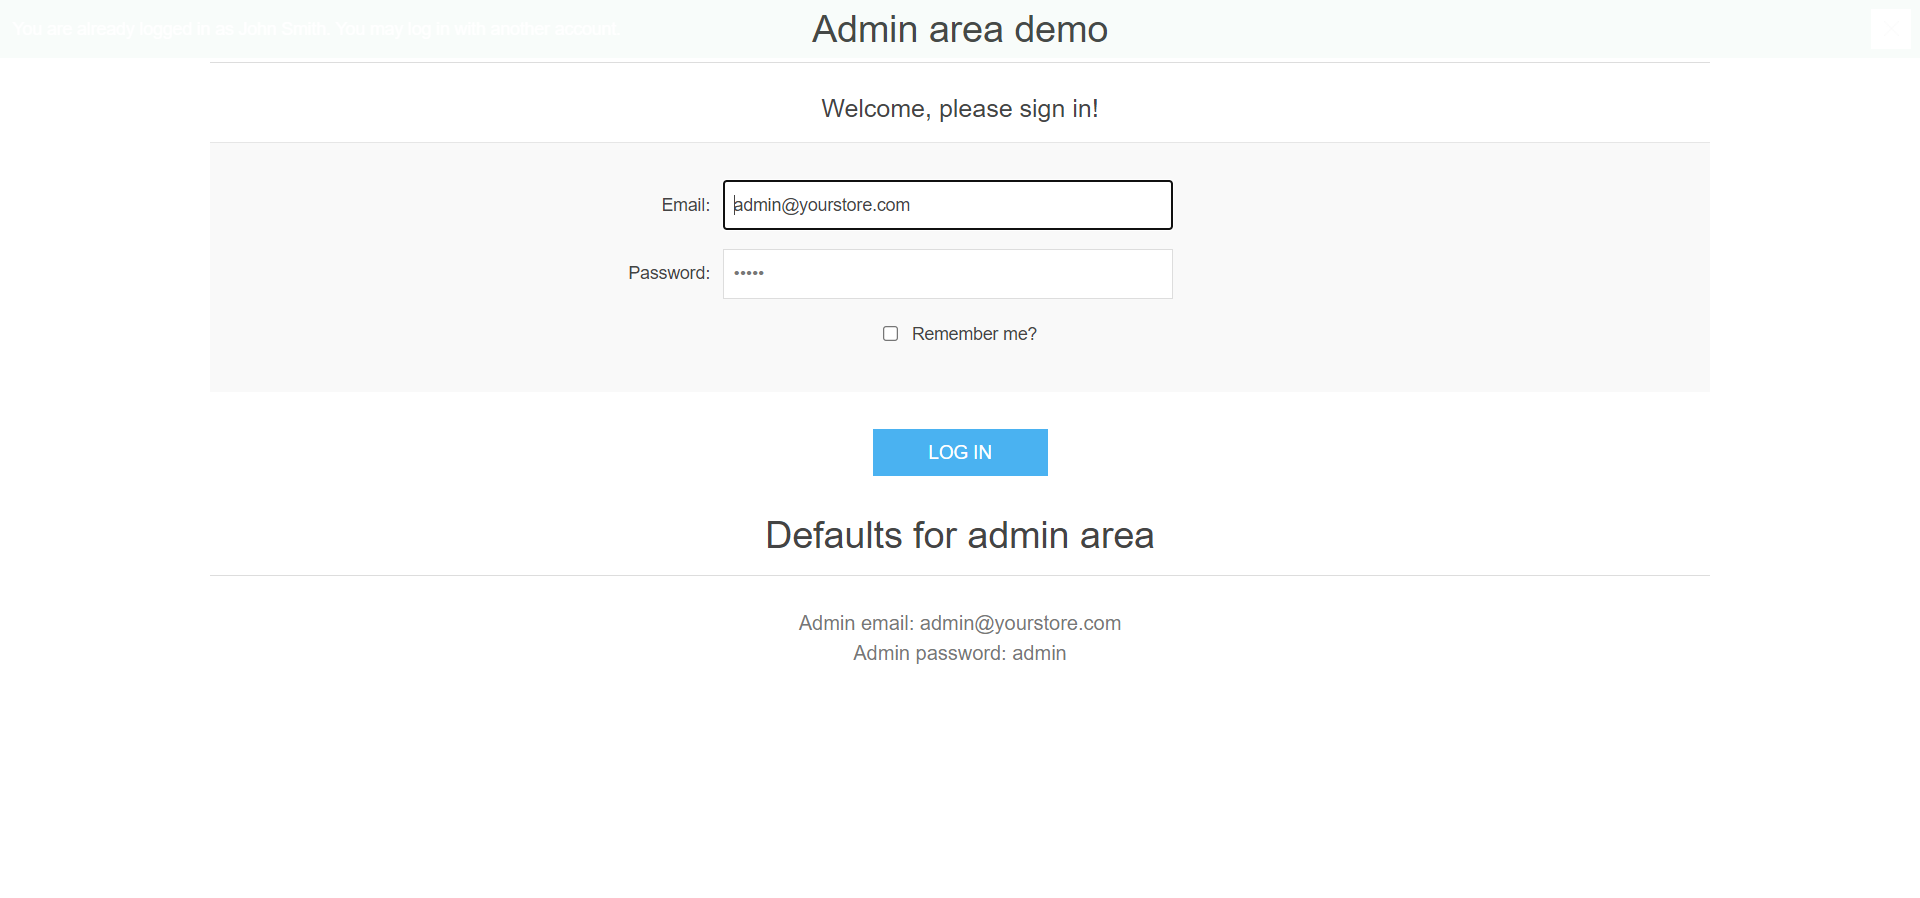 You are already logged in as John Smith. You may log in with another account.
Admin area demo
Welcome, please sign in!
Email: admin@yourstore.com
Password: •••••
Remember me?
LOG IN
Defaults for admin area
Admin email: admin@yourstore.com
Admin password: admin